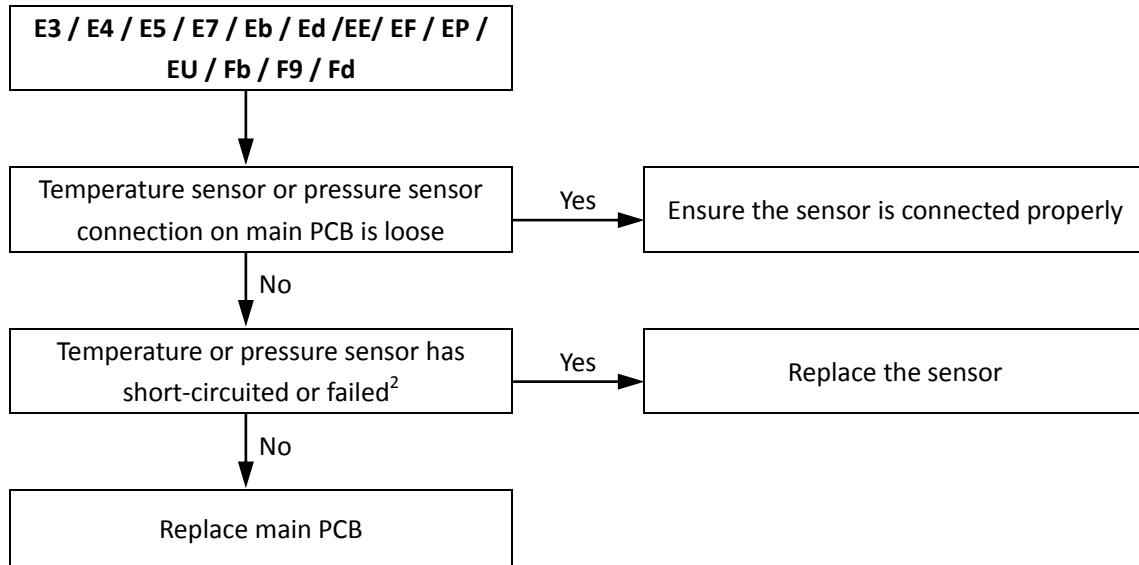 E3 / E4 / E5 / E7 / Eb / Ed /EE/ EF / EP /
EU / Fb / F9 / Fd
Temperature sensor or pressure sensor
connection on main PCB is loose
Yes
Ensure the sensor is connected properly
No
Temperature or pressure sensor has
short-circuited or failed²
Yes
Replace the sensor
No
Replace main PCB